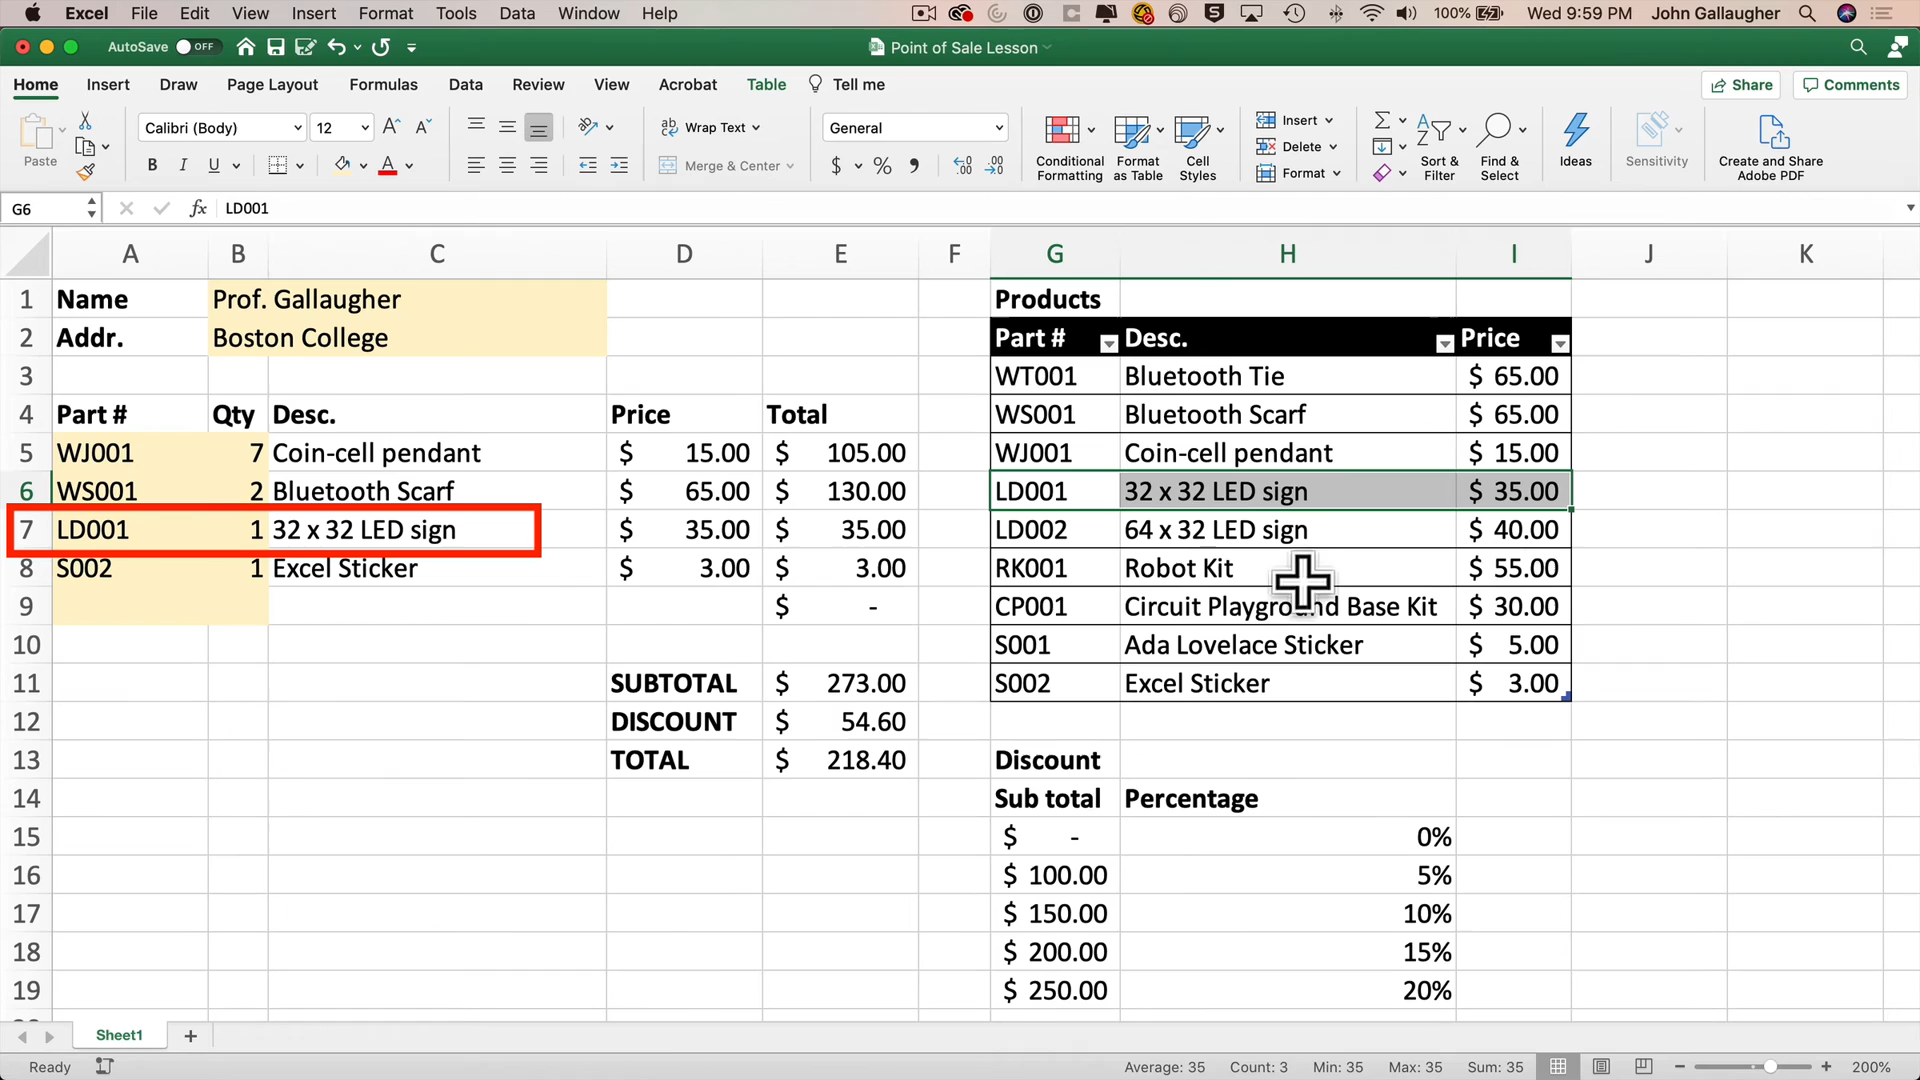 Excel File Edit View Insert Format Tools Data Window Help 100% Wed 9:59 PM John Gallaugher
AutoSave OFF Point of Sale Lesson
Home Insert Draw Page Layout Formulas Data Review View Acrobat Table Tell me Share Comments
Paste Calibri (Body) 12 Wrap Text General Insert
B I U Merge & Center $ % Delete Format
Conditional Formatting Format as Table Cell Styles Sort & Filter Find & Select Ideas Sensitivity Create and Share Adobe PDF
G6 fx LD001
A B C D E F G H I J K
1 Name Prof. Gallaugher Products
2 Addr. Boston College Part # Desc. Price
3 WT001 Bluetooth Tie $ 65.00
4 Part # Qty Desc. Price Total WS001 Bluetooth Scarf $ 65.00
5 WJ001 7 Coin-cell pendant $ 15.00 $ 105.00 WJ001 Coin-cell pendant $ 15.00
6 WS001 2 Bluetooth Scarf $ 65.00 $ 130.00 LD001 32 x 32 LED sign $ 35.00
7 LD001 1 32 x 32 LED sign $ 35.00 $ 35.00 LD002 64 x 32 LED sign $ 40.00
8 S002 1 Excel Sticker $ 3.00 $ 3.00 RK001 Robot Kit $ 55.00
9 $ - CP001 Circuit Playground Base Kit $ 30.00
10 S001 Ada Lovelace Sticker $ 5.00
11 SUBTOTAL $ 273.00 S002 Excel Sticker $ 3.00
12 DISCOUNT $ 54.60
13 TOTAL $ 218.40 Discount
14 Sub total Percentage
15 $ - 0%
16 $ 100.00 5%
17 $ 150.00 10%
18 $ 200.00 15%
19 $ 250.00 20%
Sheet1 +
Ready Average: 35 Count: 3 Min: 35 Max: 35 Sum: 35 200%